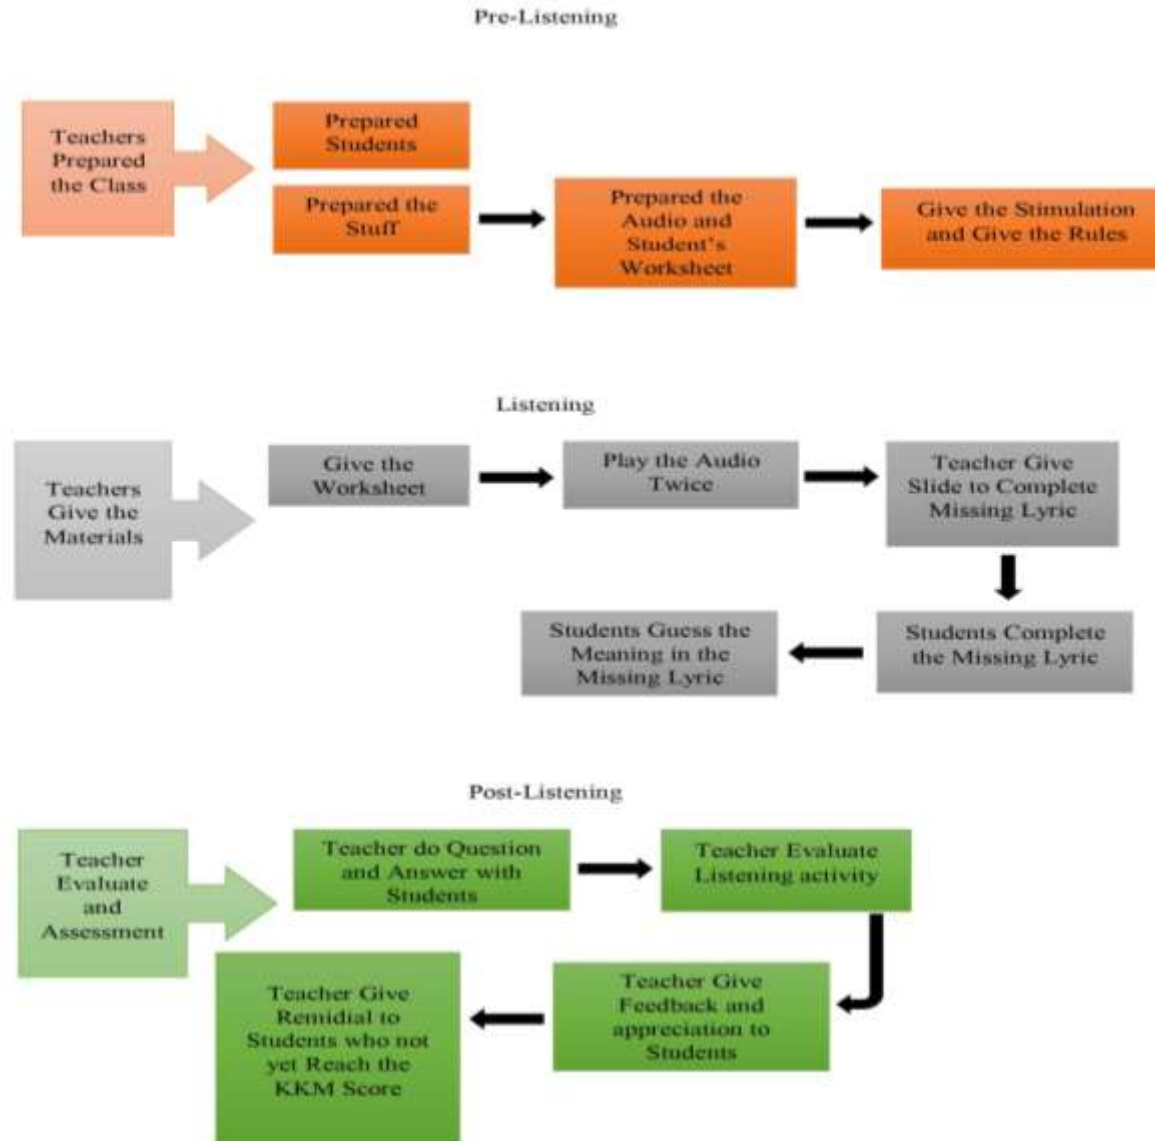 Pre-Listening
Teachers
Prepared
the Class
Prepared
Students
Prepared the
Stuff
Prepared the
Audio and
Student's
Worksheet
Give the Stimulation
and Give the Rules
Listening
Teachers
Give the
Materials
Give the
Worksheet
Play the Audio
Twice
Teacher Give
Slide to Complete
Missing Lyric
Students Complete
the Missing Lyric
Students Guess the
Meaning in the
Missing Lyric
Post-Listening
Teacher
Evaluate
and
Assessment
Teacher do Question
and Answer with
Students
Teacher Evaluate
Listening activity
Teacher Give
Feedback and
appreciation to
Students
Teacher Give
Remidial to
Students who not
yet Reach the
KKM Score